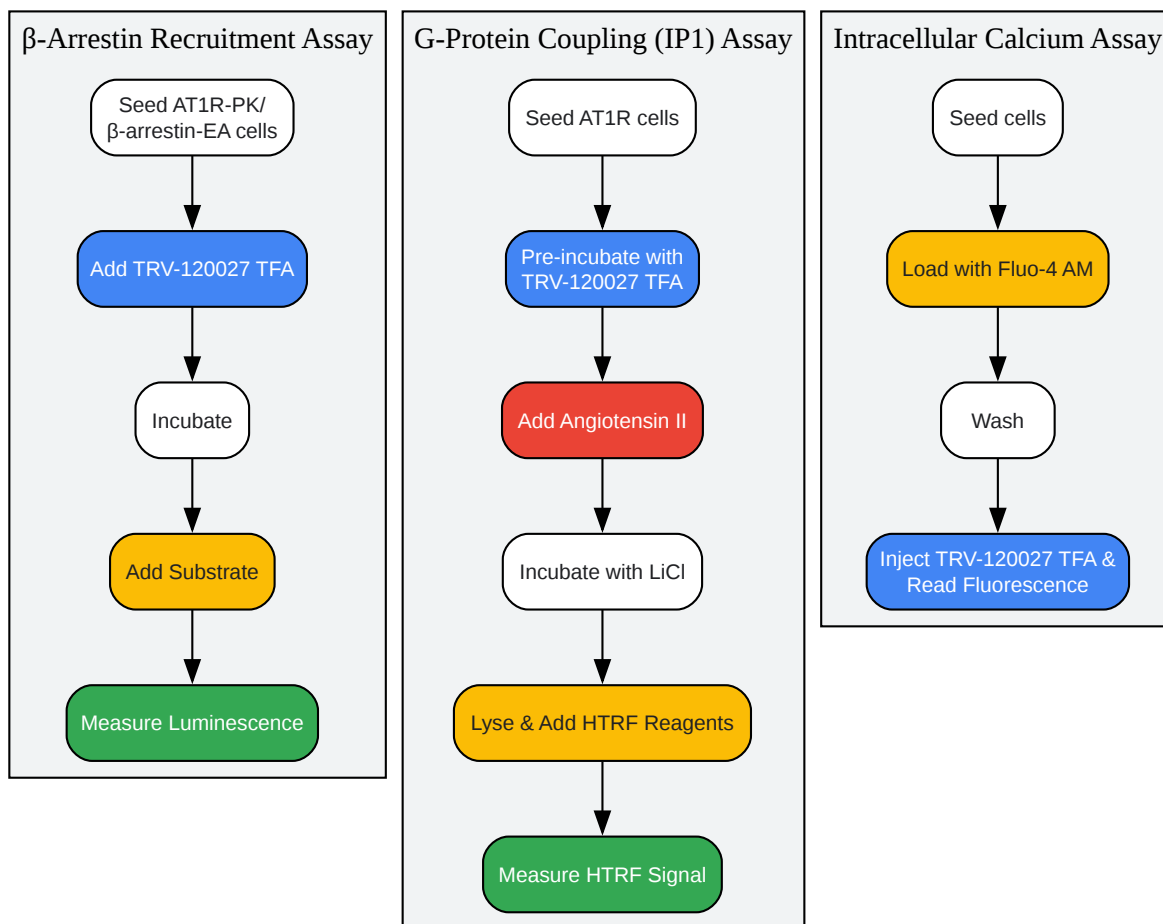 β-Arrestin Recruitment Assay
Seed AT1R-PK/
β-arrestin-EA cells
Add TRV-120027 TFA
Incubate
Add Substrate
Measure Luminescence
G-Protein Coupling (IP1) Assay
Seed AT1R cells
Pre-incubate with
TRV-120027 TFA
Add Angiotensin II
Incubate with LiCl
Lyse & Add HTRF Reagents
Measure HTRF Signal
Intracellular Calcium Assay
Seed cells
Load with Fluo-4 AM
Wash
Inject TRV-120027 TFA &
Read Fluorescence